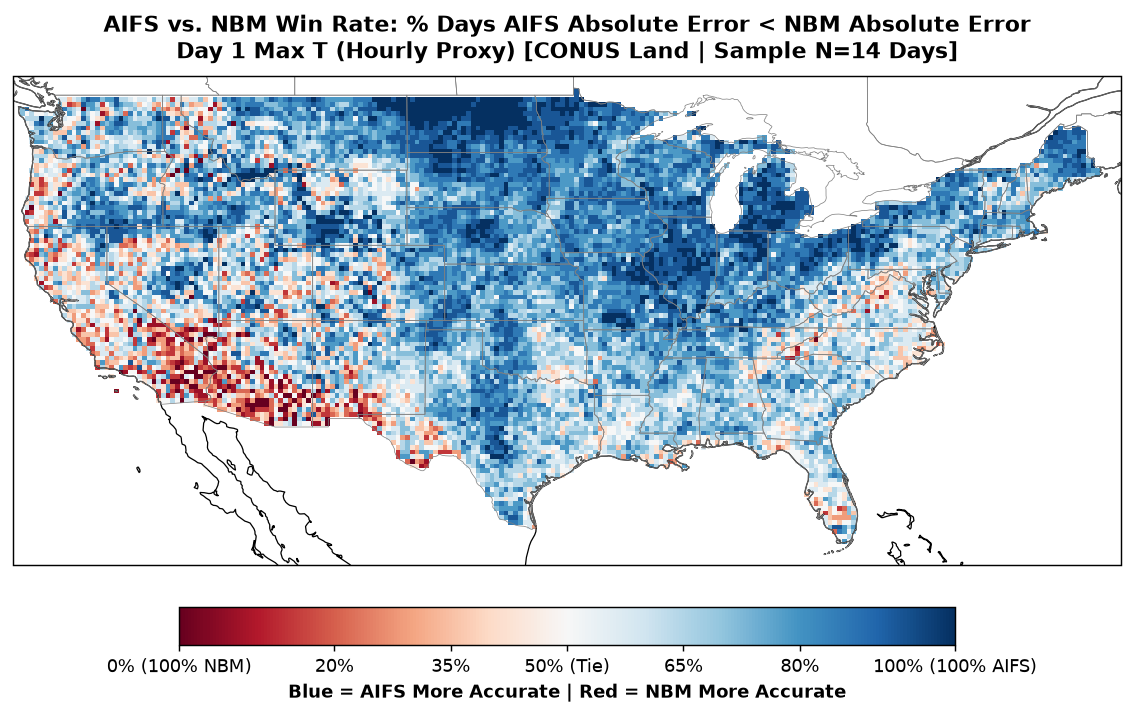 AIFS vs. NBM Win Rate: % Days AIFS Absolute Error < NBM Absolute Error
Day 1 Max T (Hourly Proxy) [CONUS Land | Sample N=14 Days]
0% (100% NBM) 20% 35% 50% (Tie) 65% 80% 100% (100% AIFS)
Blue = AIFS More Accurate | Red = NBM More Accurate